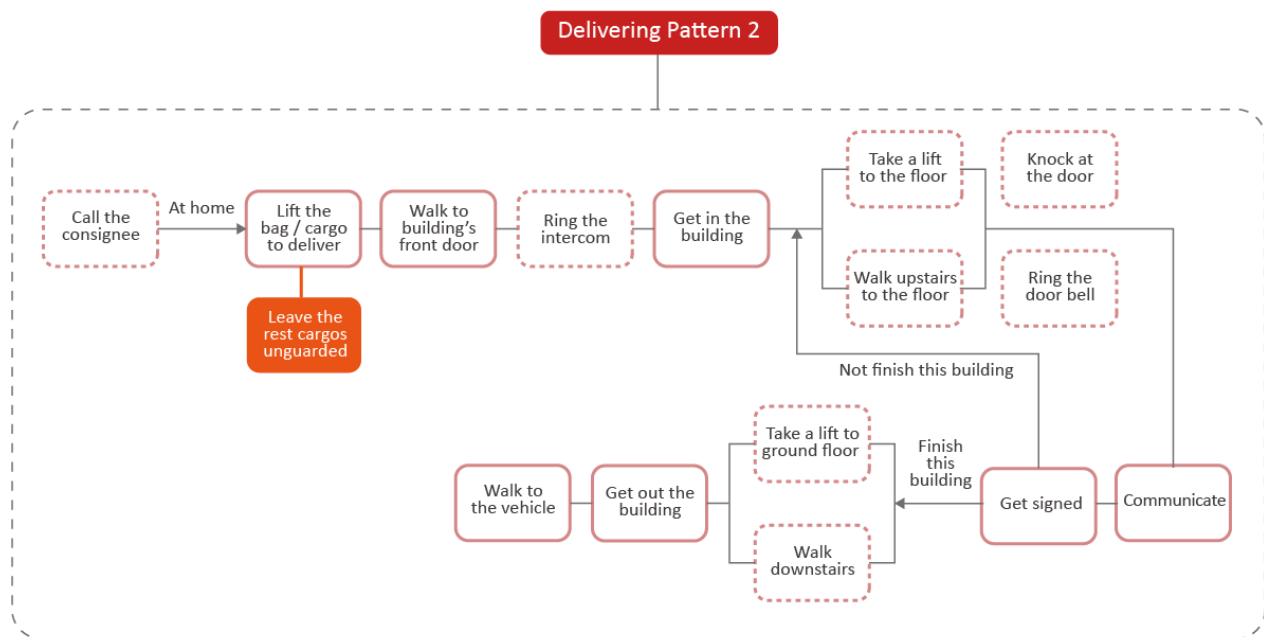 Delivering Pattern 2
Call the
consignee
At home
Lift the
bag / cargo
to deliver
Leave the
rest cargos
unguarded
Walk to
building's
front door
Ring the
intercom
Get in the
building
Take a lift
to the floor
Walk upstairs
to the floor
Knock at
the door
Ring the
door bell
Not finish this building
Communicate
Get signed
Finish
this
building
Take a lift to
ground floor
Walk
downstairs
Get out the
building
Walk to
the vehicle